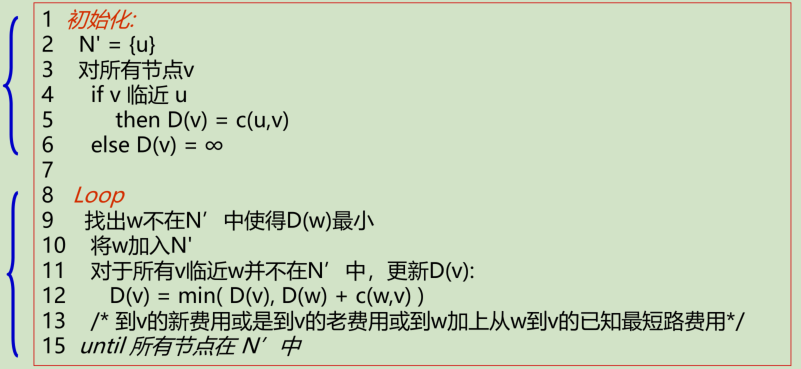 1 初始化:
2 N' = {u}
3 对所有节点v
4 if v 临近 u
5 then D(v) = c(u,v)
6 else D(v) = ∞
7
8 Loop
9 找出w不在N′中使得D(w)最小
10 将w加入N'
11 对于所有v临近w并不在N′中，更新D(v):
12 D(v) = min( D(v), D(w) + c(w,v) )
13 /* 到v的新费用或是到v的老费用或到w加上从w到v的已知最短路费用*/
15 until 所有节点在 N′中